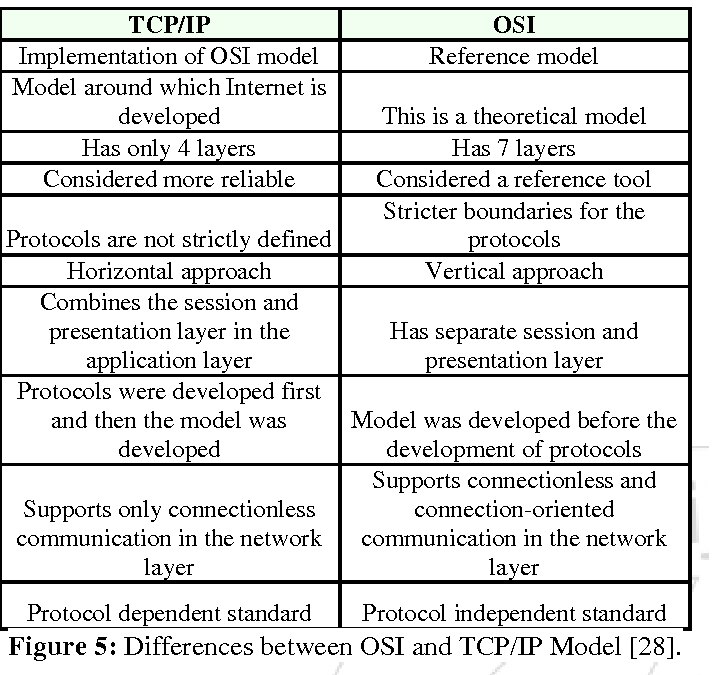 TCP/IP OSI
Implementation of OSI model Reference model
Model around which Internet is
developed This is a theoretical model
Has only 4 layers Has 7 layers
Considered more reliable Considered a reference tool
Protocols are not strictly defined
Stricter boundaries for the
protocols
Horizontal approach Vertical approach
Combines the session and
presentation layer in the
application layer
Has separate session and
presentation layer
Protocols were developed first
and then the model was
developed
Model was developed before the
development of protocols
Supports only connectionless
communication in the network
layer
Supports connectionless and
connection-oriented
communication in the network
layer
Protocol dependent standard Protocol independent standard
Figure 5: Differences between OSI and TCP/IP Model [28].